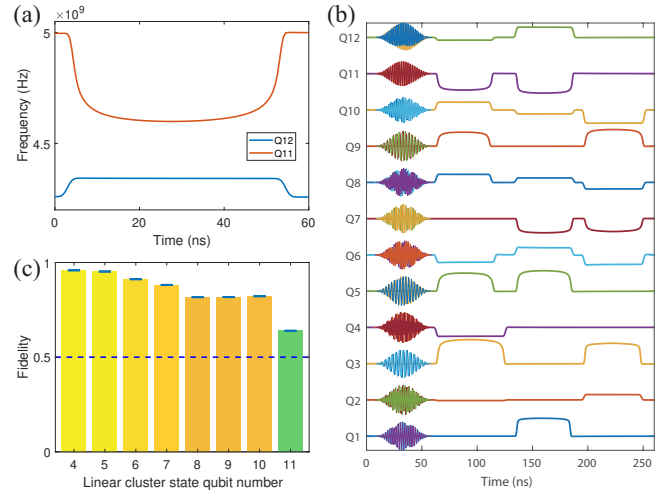 (a)
× 10⁹
5
4.5
Frequency (Hz)
Q12
Q11
0
20
40
60
Time (ns)
(b)
Q12
Q11
Q10
Q9
Q8
Q7
Q6
Q5
Q4
Q3
Q2
Q1
0
50
100
150
200
250
Time (ns)
(c)
1
0.5
0
Fidelity
4
5
6
7
8
9
10
11
Linear cluster state qubit number